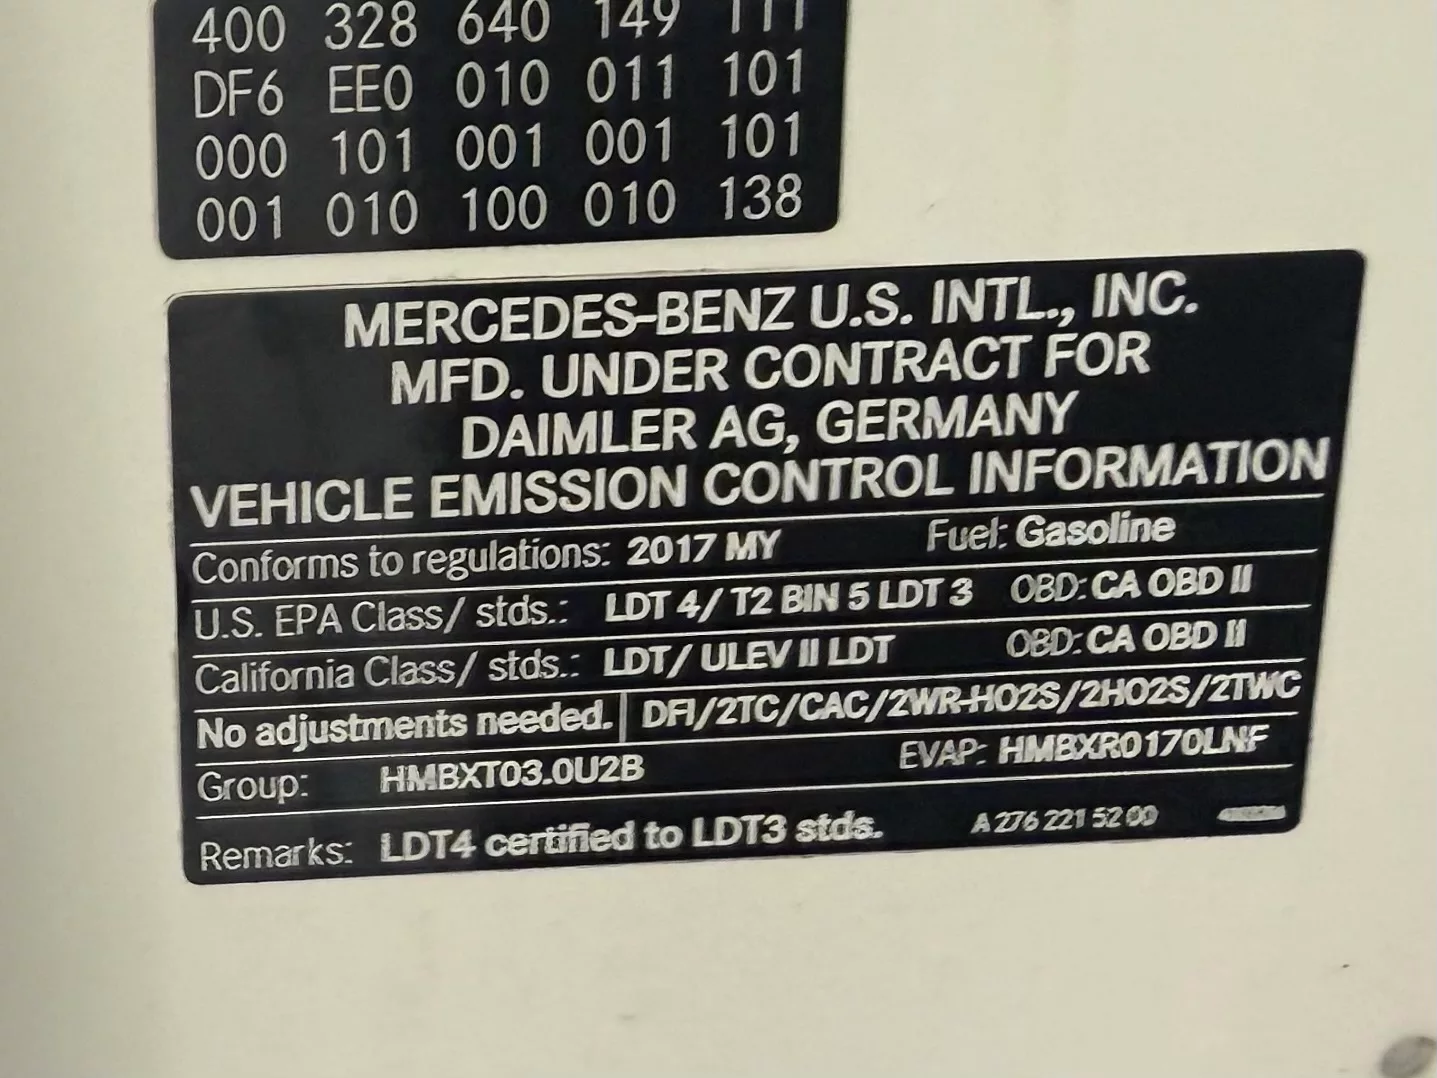 400 328 640 149 111
DF6 EE0 010 011 101
000 101 001 001 101
001 010 100 010 138
MERCEDES-BENZ U.S. INTL., INC.
MFD. UNDER CONTRACT FOR
DAIMLER AG, GERMANY
VEHICLE EMISSION CONTROL INFORMATION
Conforms to regulations: 2017 MY Fuel: Gasoline
U.S. EPA Class/ stds.: LDT 4/ T2 BIN 5 LDT 3 OBD: CA OBD II
California Class/ stds.: LDT/ ULEV II LDT OBD: CA OBD II
No adjustments needed. DFI/2TC/CAC/2WR-HO2S/2HO2S/2TWC
Group: HMBXT03.0U2B EVAP: HMBXR0170LNF
Remarks: LDT4 certified to LDT3 stds. A 276 221 52 00